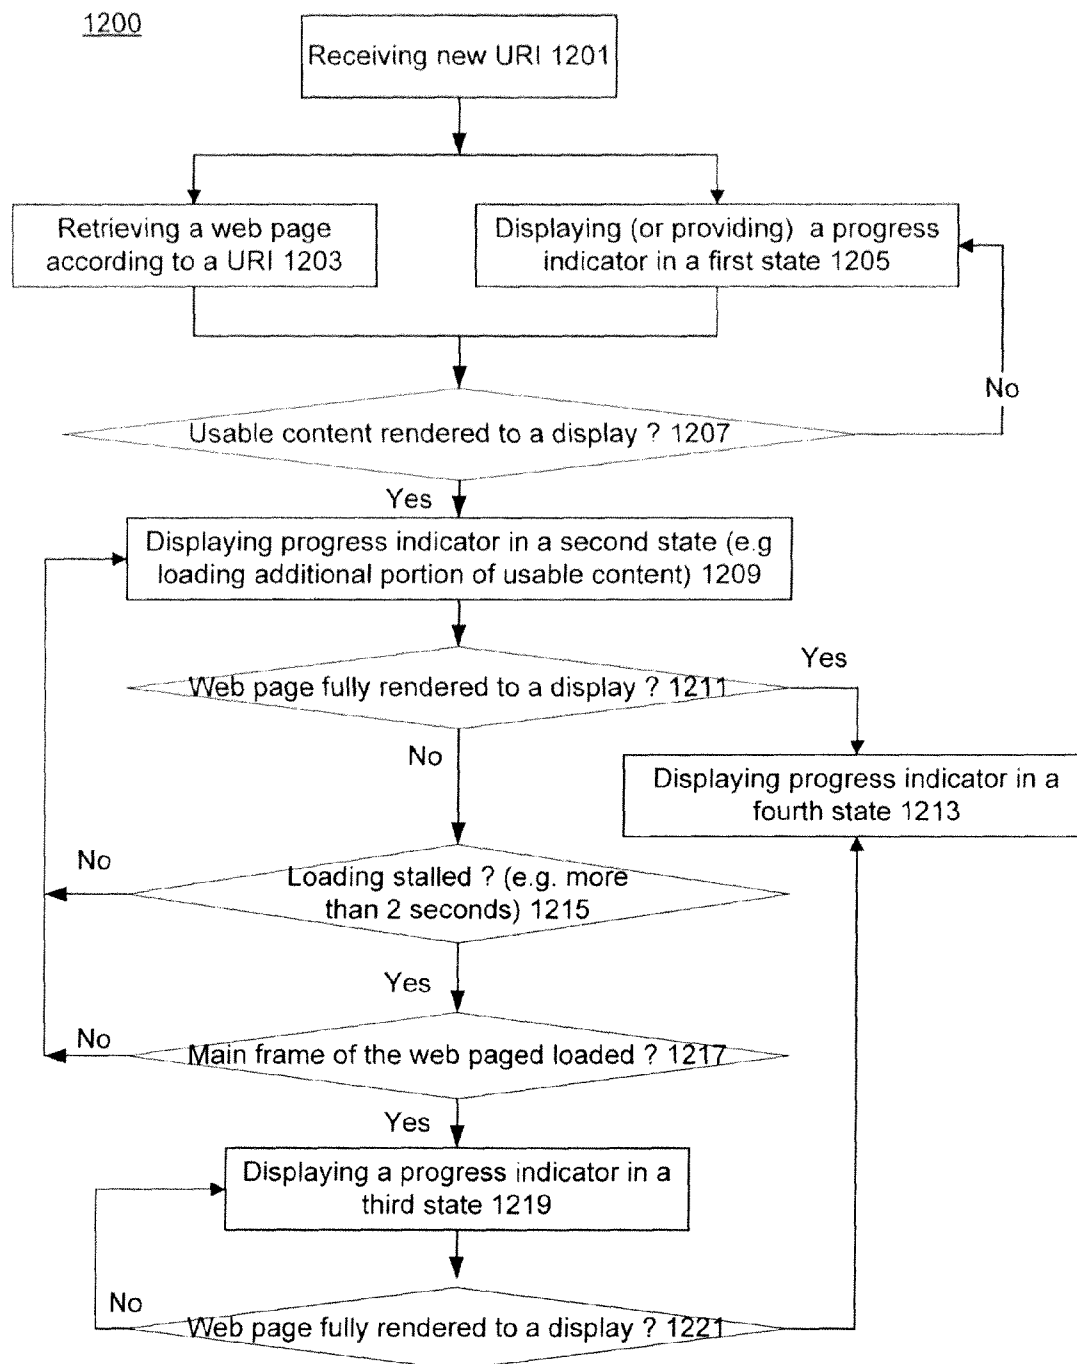 1200
Receiving new URI 1201
Retrieving a web page
according to a URI 1203
Displaying (or providing) a progress
indicator in a first state 1205
No
Usable content rendered to a display ? 1207
Yes
Displaying progress indicator in a second state (e.g
loading additional portion of usable content) 1209
Yes
Web page fully rendered to a display ? 1211
No
Displaying progress indicator in a
fourth state 1213
No
Loading stalled ? (e.g. more
than 2 seconds) 1215
Yes
No
Main frame of the web paged loaded ? 1217
Yes
Displaying a progress indicator in a
third state 1219
No
Web page fully rendered to a display ? 1221